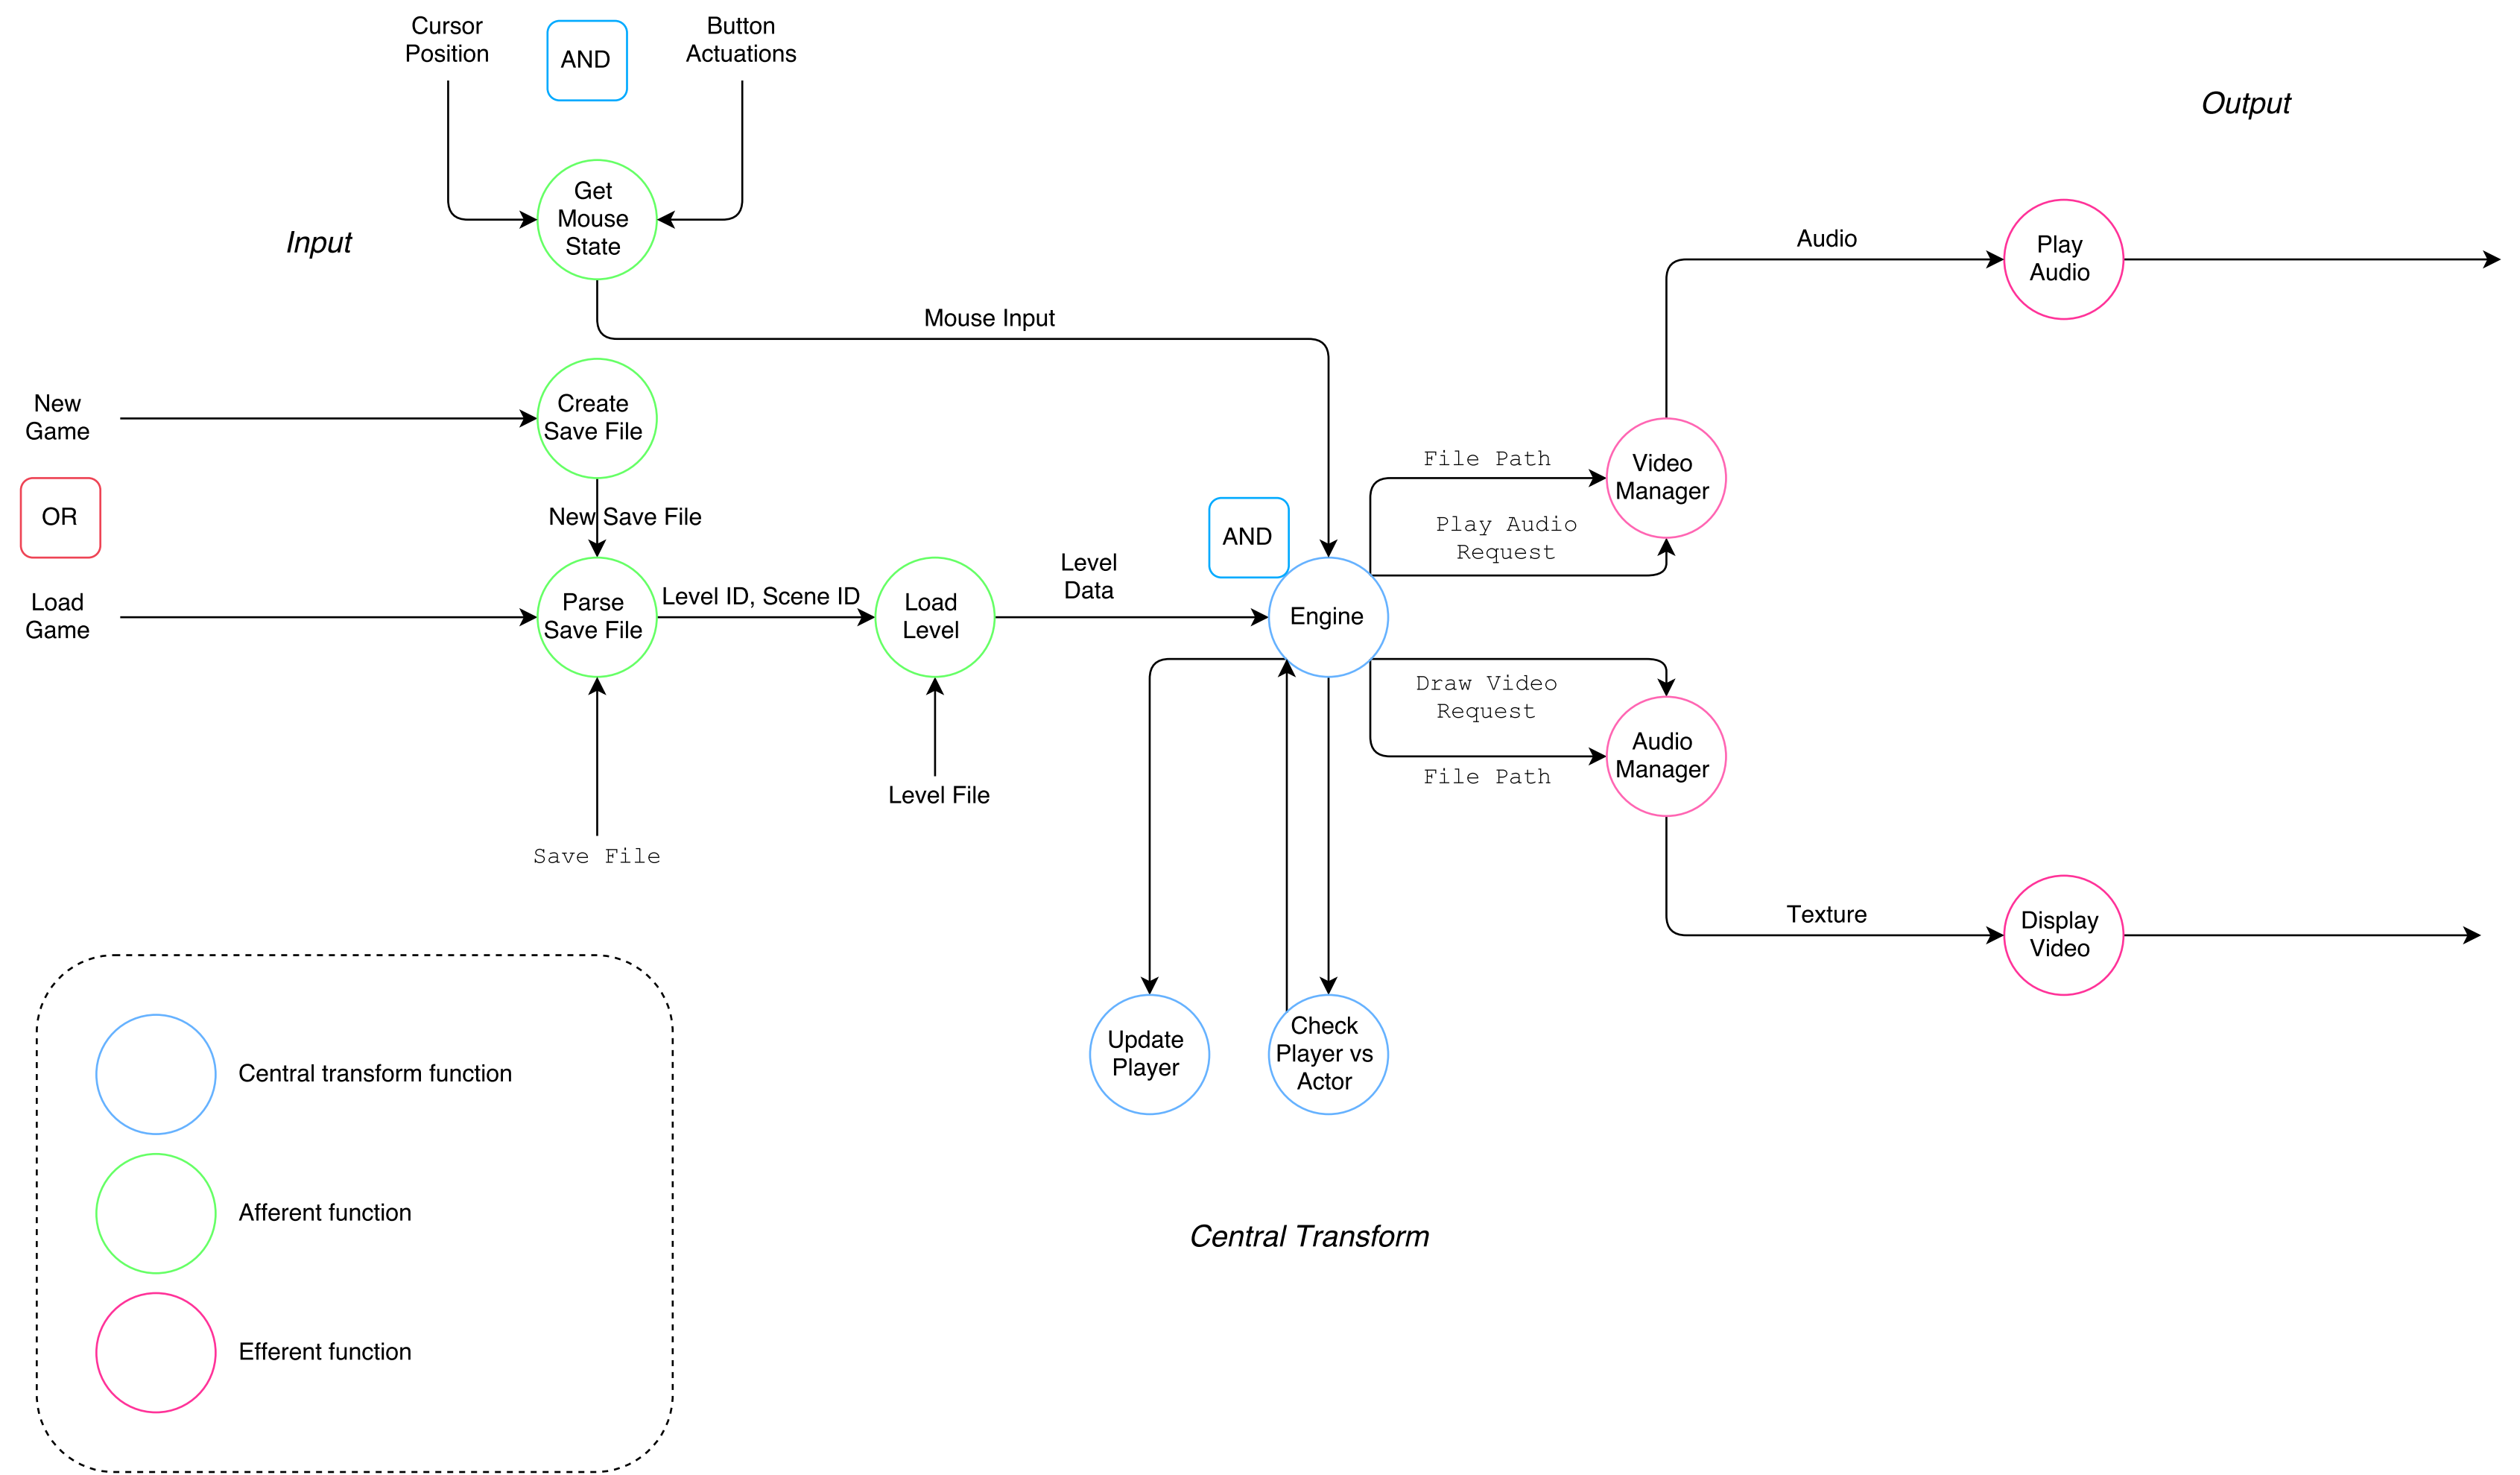 Cursor
Position
AND
Button
Actuations
Output
Get
Mouse
State
Input
Play
Audio
Audio
Mouse Input
New
Game
Create
Save File
File Path
Video
Manager
OR
New Save File
AND
Play Audio
Request
Level
Data
Load
Game
Parse
Save File
Level ID, Scene ID
Load
Level
Engine
Draw Video
Request
Audio
Manager
File Path
Level File
Save File
Texture
Display
Video
Update
Player
Check
Player vs
Actor
Central transform function
Afferent function
Central Transform
Efferent function